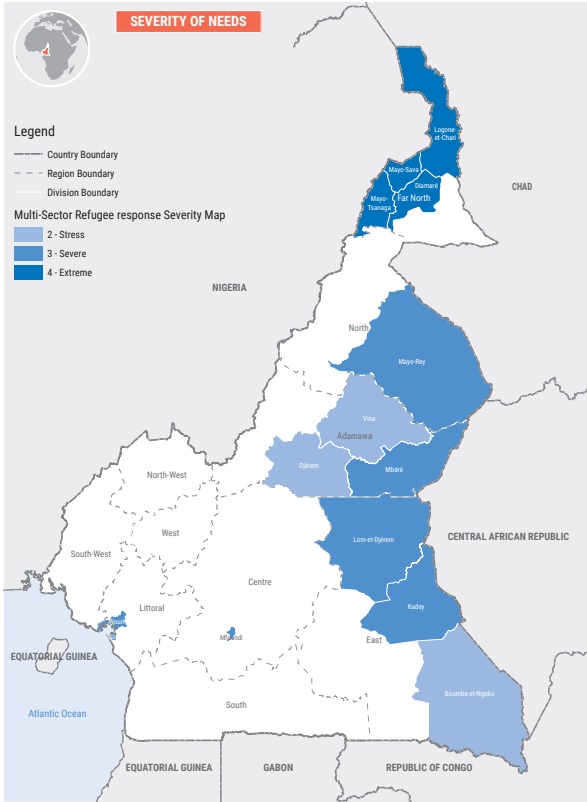 SEVERITY OF NEEDS
Legend
Country Boundary
Region Boundary
Division Boundary
Multi-Sector Refugee response Severity Map
2 - Stress
3 - Severe
4 - Extreme
Logone-
et-Chari
Mayo-Sava
Diamaré
Mayo-
Tsanaga
Far North
CHAD
NIGERIA
North
Mayo-Rey
Vina
Adamawa
Djérem
Mbéré
North-West
West
South-West
Lom-et-Djérem
CENTRAL AFRICAN REPUBLIC
Centre
Littoral
Kadey
East
EQUATORIAL GUINEA
Boumba-et-Ngoko
South
Atlantic Ocean
EQUATORIAL GUINEA
GABON
REPUBLIC OF CONGO